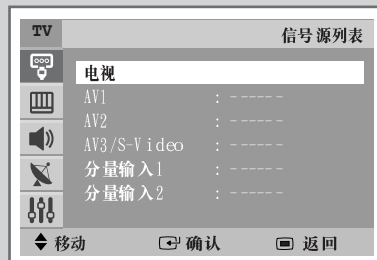 TV
信号源列表
电视
AV1 : ------
AV2 : ------
AV3/S-Video : ------
分量输入1 : ------
分量输入2 : ------
移动 确认 返回